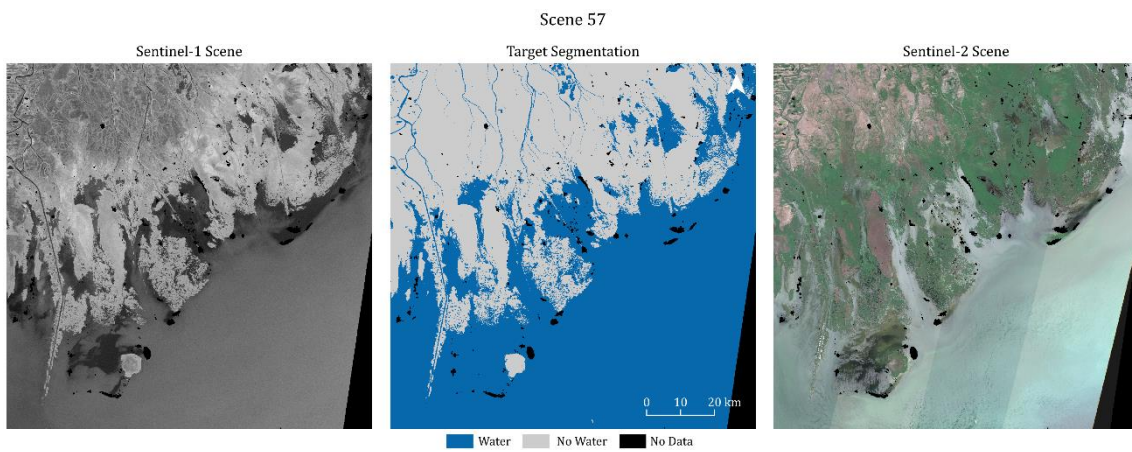 Scene 57
Sentinel-1 Scene
Target Segmentation
Sentinel-2 Scene
0 10 20 km
Water No Water No Data